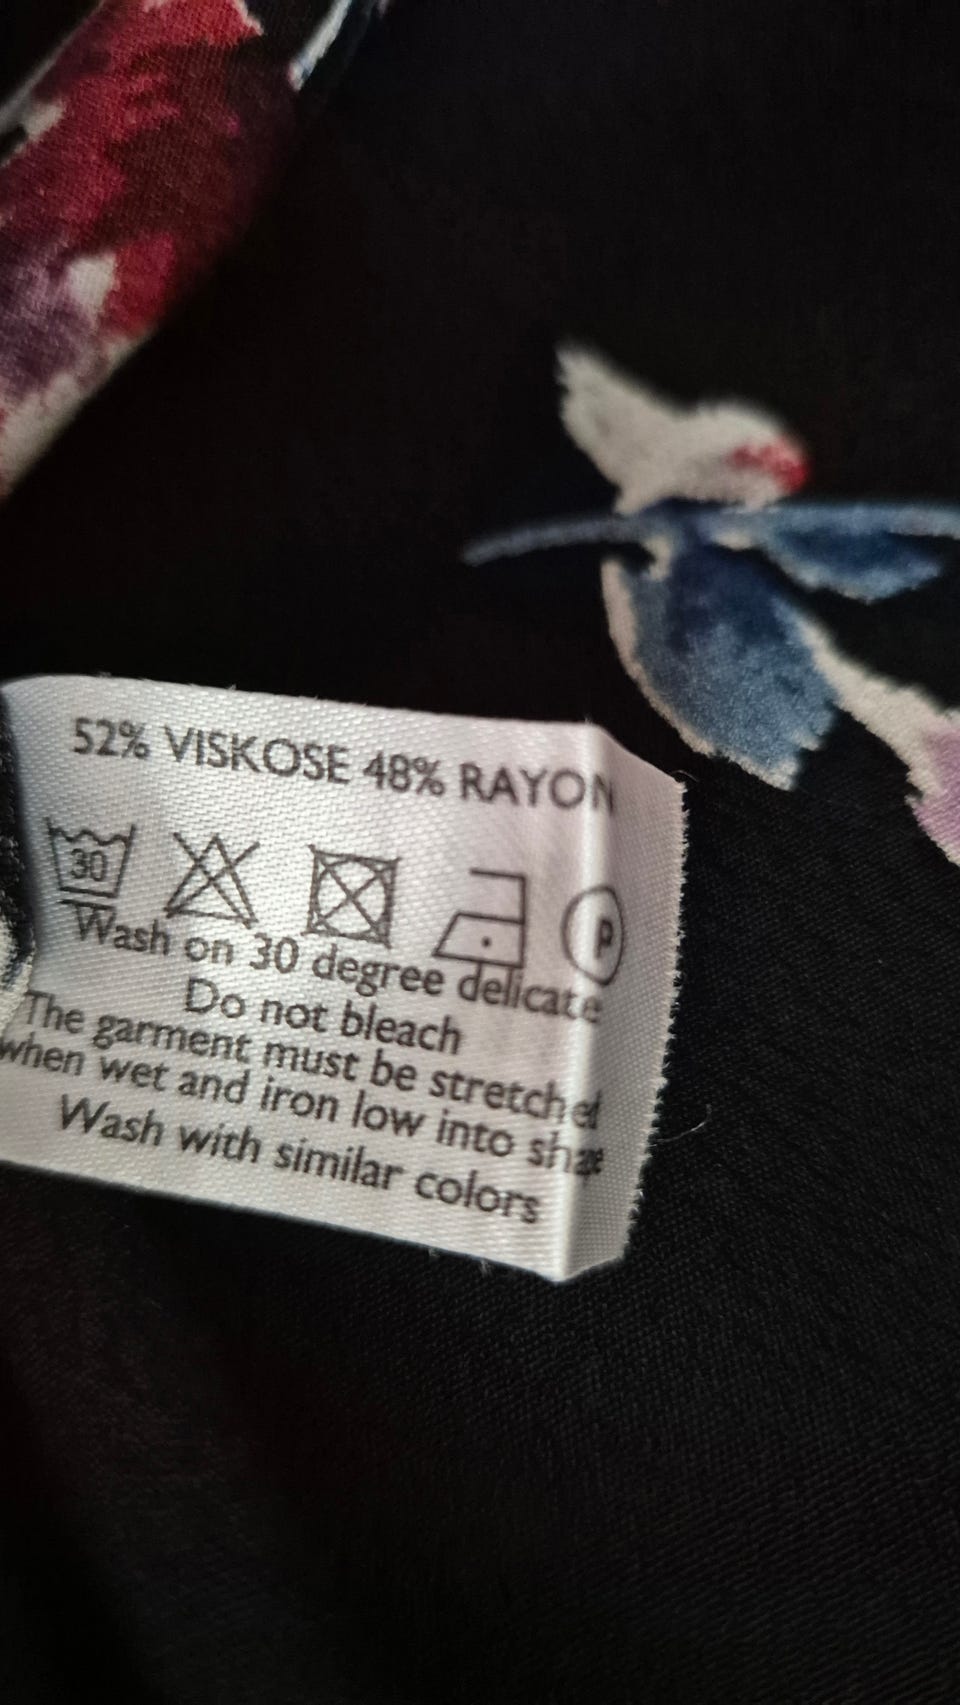 52% VISKOSE 48% RAYON
30 P
Wash on 30 degree delicate
Do not bleach
The garment must be stretched
when wet and iron low into shape
Wash with similar colors